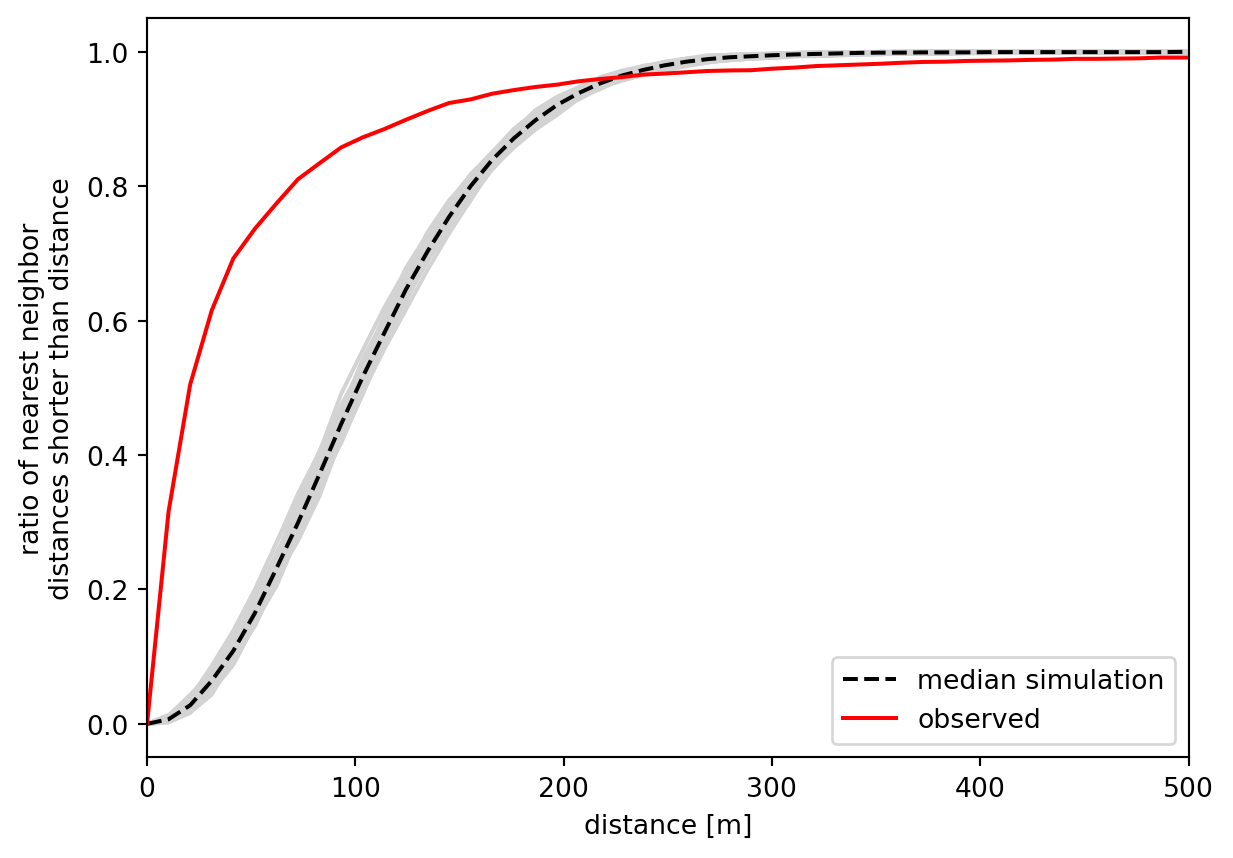 1.0
0.8
0.6
0.4
0.2
0.0
ratio of nearest neighbor
distances shorter than distance
median simulation
observed
0 100 200 300 400 500
distance [m]